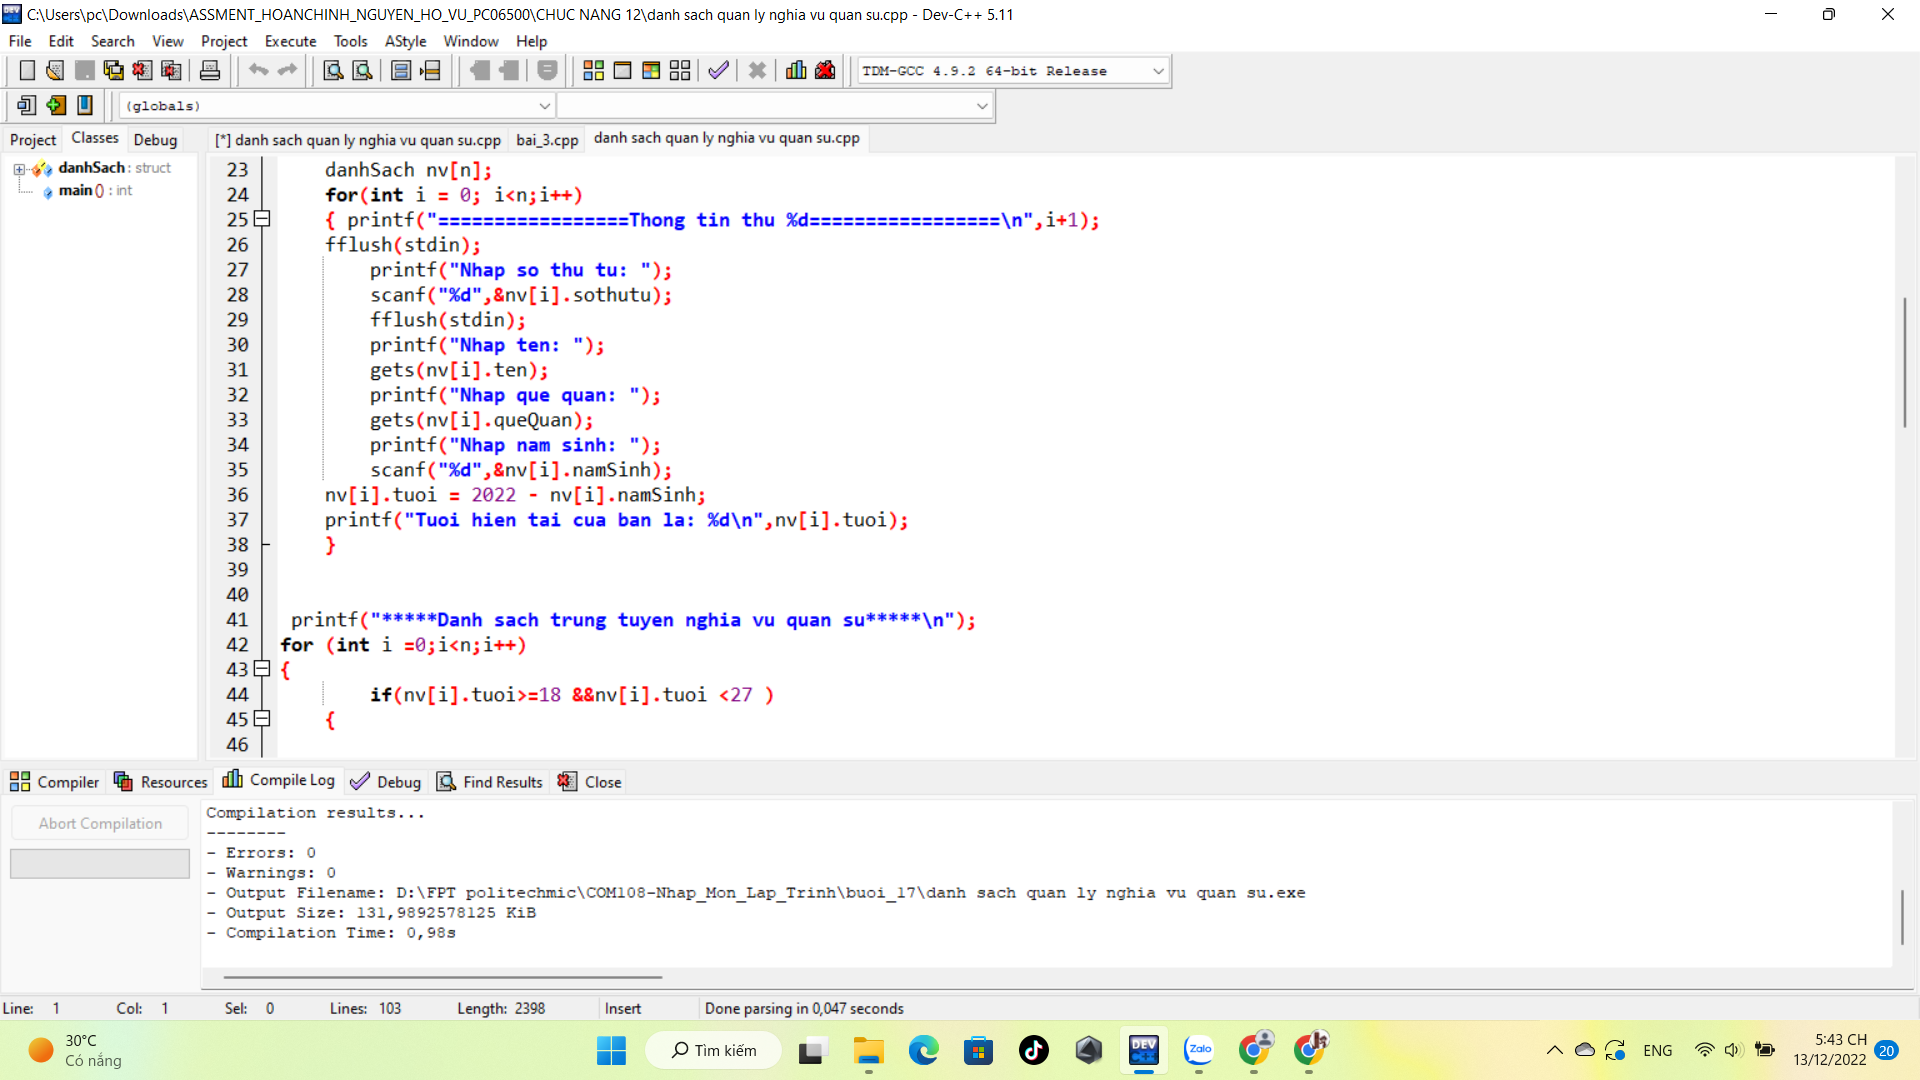 C:\Users\pc\Downloads\ASSMENT_HOANCHINH_NGUYEN_HO_VU_PC06500\CHUC NANG 12\danh sach quan ly nghia vu quan su.cpp - Dev-C++ 5.11
File Edit Search View Project Execute Tools AStyle Window Help
TDM-GCC 4.9.2 64-bit Release
(globals)
Project Classes Debug [*] danh sach quan ly nghia vu quan su.cpp bai_3.cpp danh sach quan ly nghia vu quan su.cpp
danhSach : struct
main () : int
23 danhSach nv[n];
24 for(int i = 0; i<n;i++)
25 { printf("=================Thong tin thu %d=================\n",i+1);
26 fflush(stdin);
27 printf("Nhap so thu tu: ");
28 scanf("%d",&nv[i].sothutu);
29 fflush(stdin);
30 printf("Nhap ten: ");
31 gets(nv[i].ten);
32 printf("Nhap que quan: ");
33 gets(nv[i].queQuan);
34 printf("Nhap nam sinh: ");
35 scanf("%d",&nv[i].namSinh);
36 nv[i].tuoi = 2022 - nv[i].namSinh;
37 printf("Tuoi hien tai cua ban la: %d\n",nv[i].tuoi);
38 }
39
40
41 printf("*****Danh sach trung tuyen nghia vu quan su*****\n");
42 for (int i =0;i<n;i++)
43 {
44 if(nv[i].tuoi>=18 &&nv[i].tuoi <27 )
45 {
46
Compiler Resources Compile Log Debug Find Results Close
Abort Compilation
Compilation results...
--------
- Errors: 0
- Warnings: 0
- Output Filename: D:\FPT politechmic\COM108-Nhap_Mon_Lap_Trinh\buoi_17\danh sach quan ly nghia vu quan su.exe
- Output Size: 131,9892578125 KiB
- Compilation Time: 0,98s
Line: 1 Col: 1 Sel: 0 Lines: 103 Length: 2398 Insert Done parsing in 0,047 seconds
30°C
Có nắng
Tìm kiếm
DEV C++
Zalo
ENG
5:43 CH
13/12/2022
20